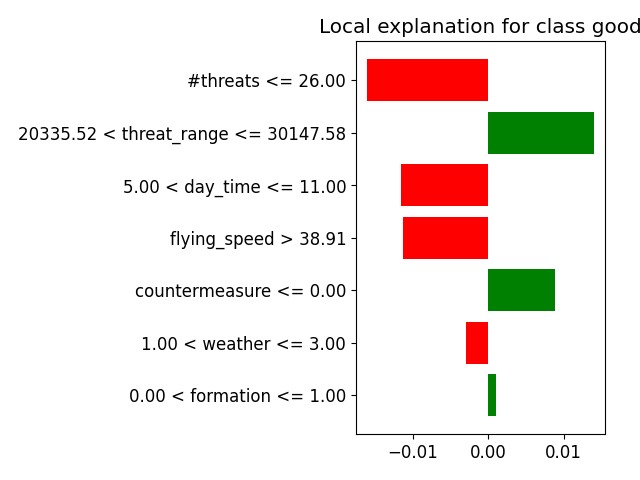 Local explanation for class good
#threats <= 26.00
20335.52 < threat_range <= 30147.58
5.00 < day_time <= 11.00
flying_speed > 38.91
countermeasure <= 0.00
1.00 < weather <= 3.00
0.00 < formation <= 1.00
−0.01 0.00 0.01